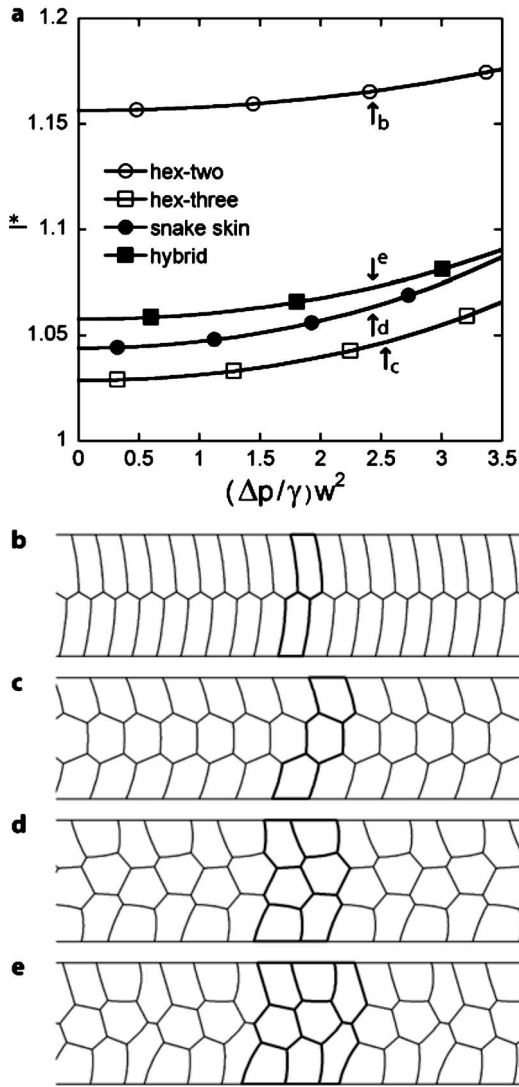 a
1.2
1.15
b
hex-two
hex-three
snake skin
hybrid
l*
1.1
e
d
1.05
c
1
0 0.5 1 1.5 2 2.5 3 3.5
(Δp/γ)w²
b
c
d
e